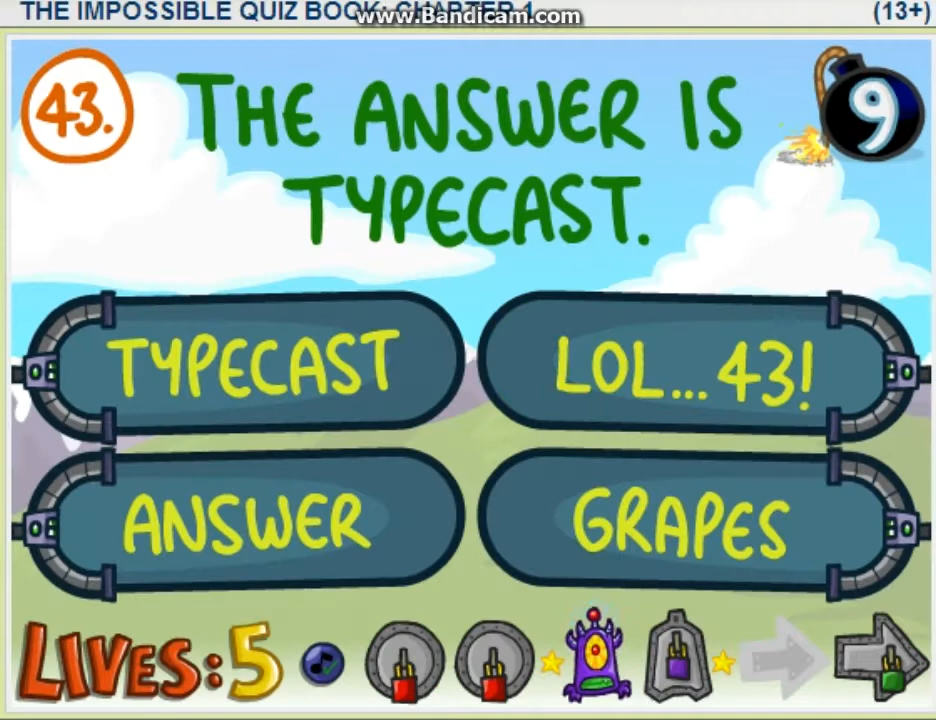 THE IMPOSSIBLE QUIZ BOOK: CHAPTER 1
www.Bandicam.com
(13+)
43.
THE ANSWER IS
TYPECAST.
9
TYPECAST
LOL...43!
ANSWER
GRAPES
LIVES:5